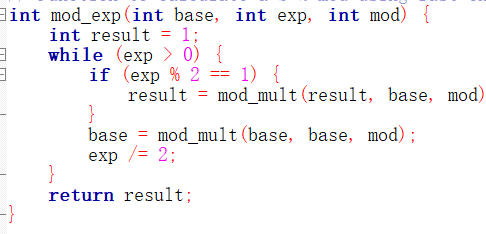 int mod_exp(int base, int exp, int mod) {
    int result = 1;
    while (exp > 0) {
        if (exp % 2 == 1) {
            result = mod_mult(result, base, mod)
        }
        base = mod_mult(base, base, mod);
        exp /= 2;
    }
    return result;
}